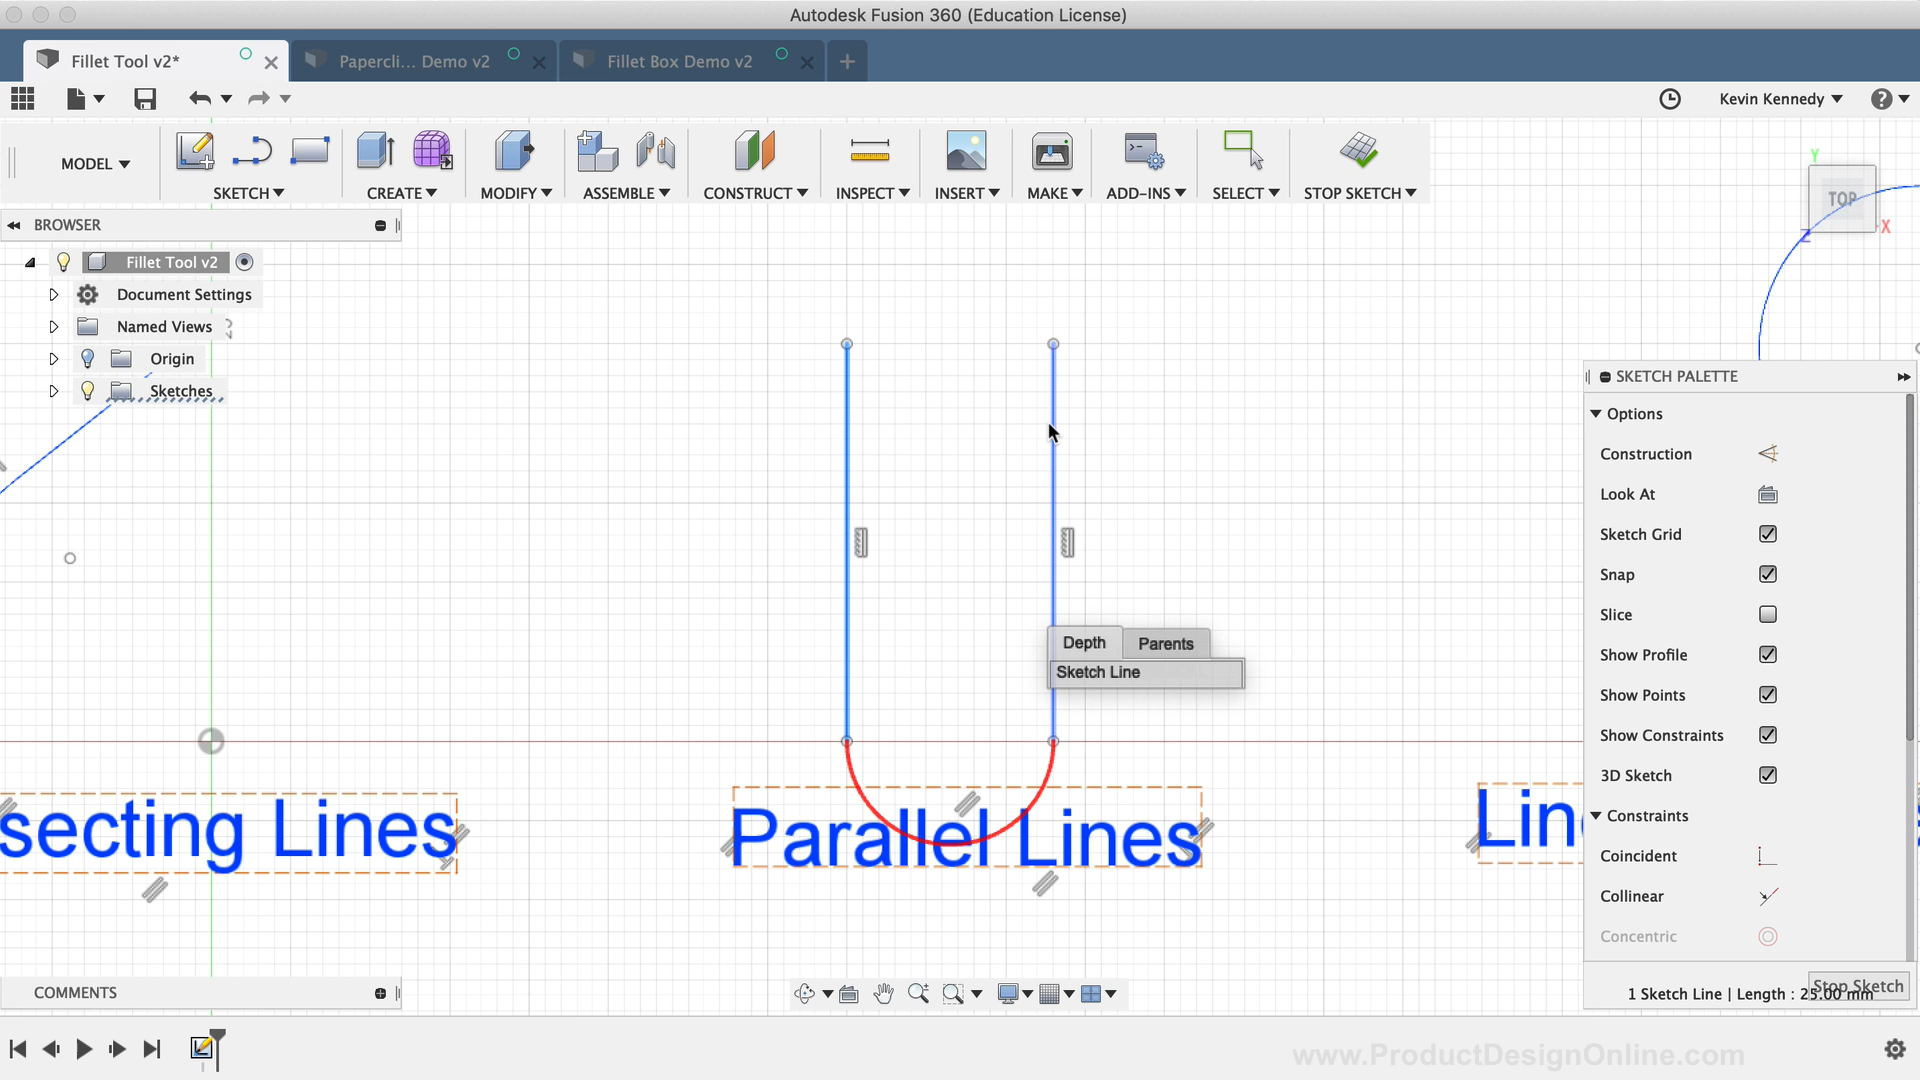 Autodesk Fusion 360 (Education License)
Fillet Tool v2*
Papercli... Demo v2
Fillet Box Demo v2
Kevin Kennedy
MODEL
SKETCH
CREATE
MODIFY
ASSEMBLE
CONSTRUCT
INSPECT
INSERT
MAKE
ADD-INS
SELECT
STOP SKETCH
Y
TOP
X
Z
BROWSER
Fillet Tool v2
Document Settings
Named Views
Origin
Sketches
SKETCH PALETTE
Options
Construction
Look At
Sketch Grid
Snap
Slice
Show Profile
Show Points
Show Constraints
3D Sketch
Constraints
Coincident
Collinear
Concentric
Depth
Parents
Sketch Line
secting Lines
Parallel Lines
Lin
Stop Sketch
1 Sketch Line | Length : 25.00 mm
COMMENTS
www.ProductDesignOnline.com